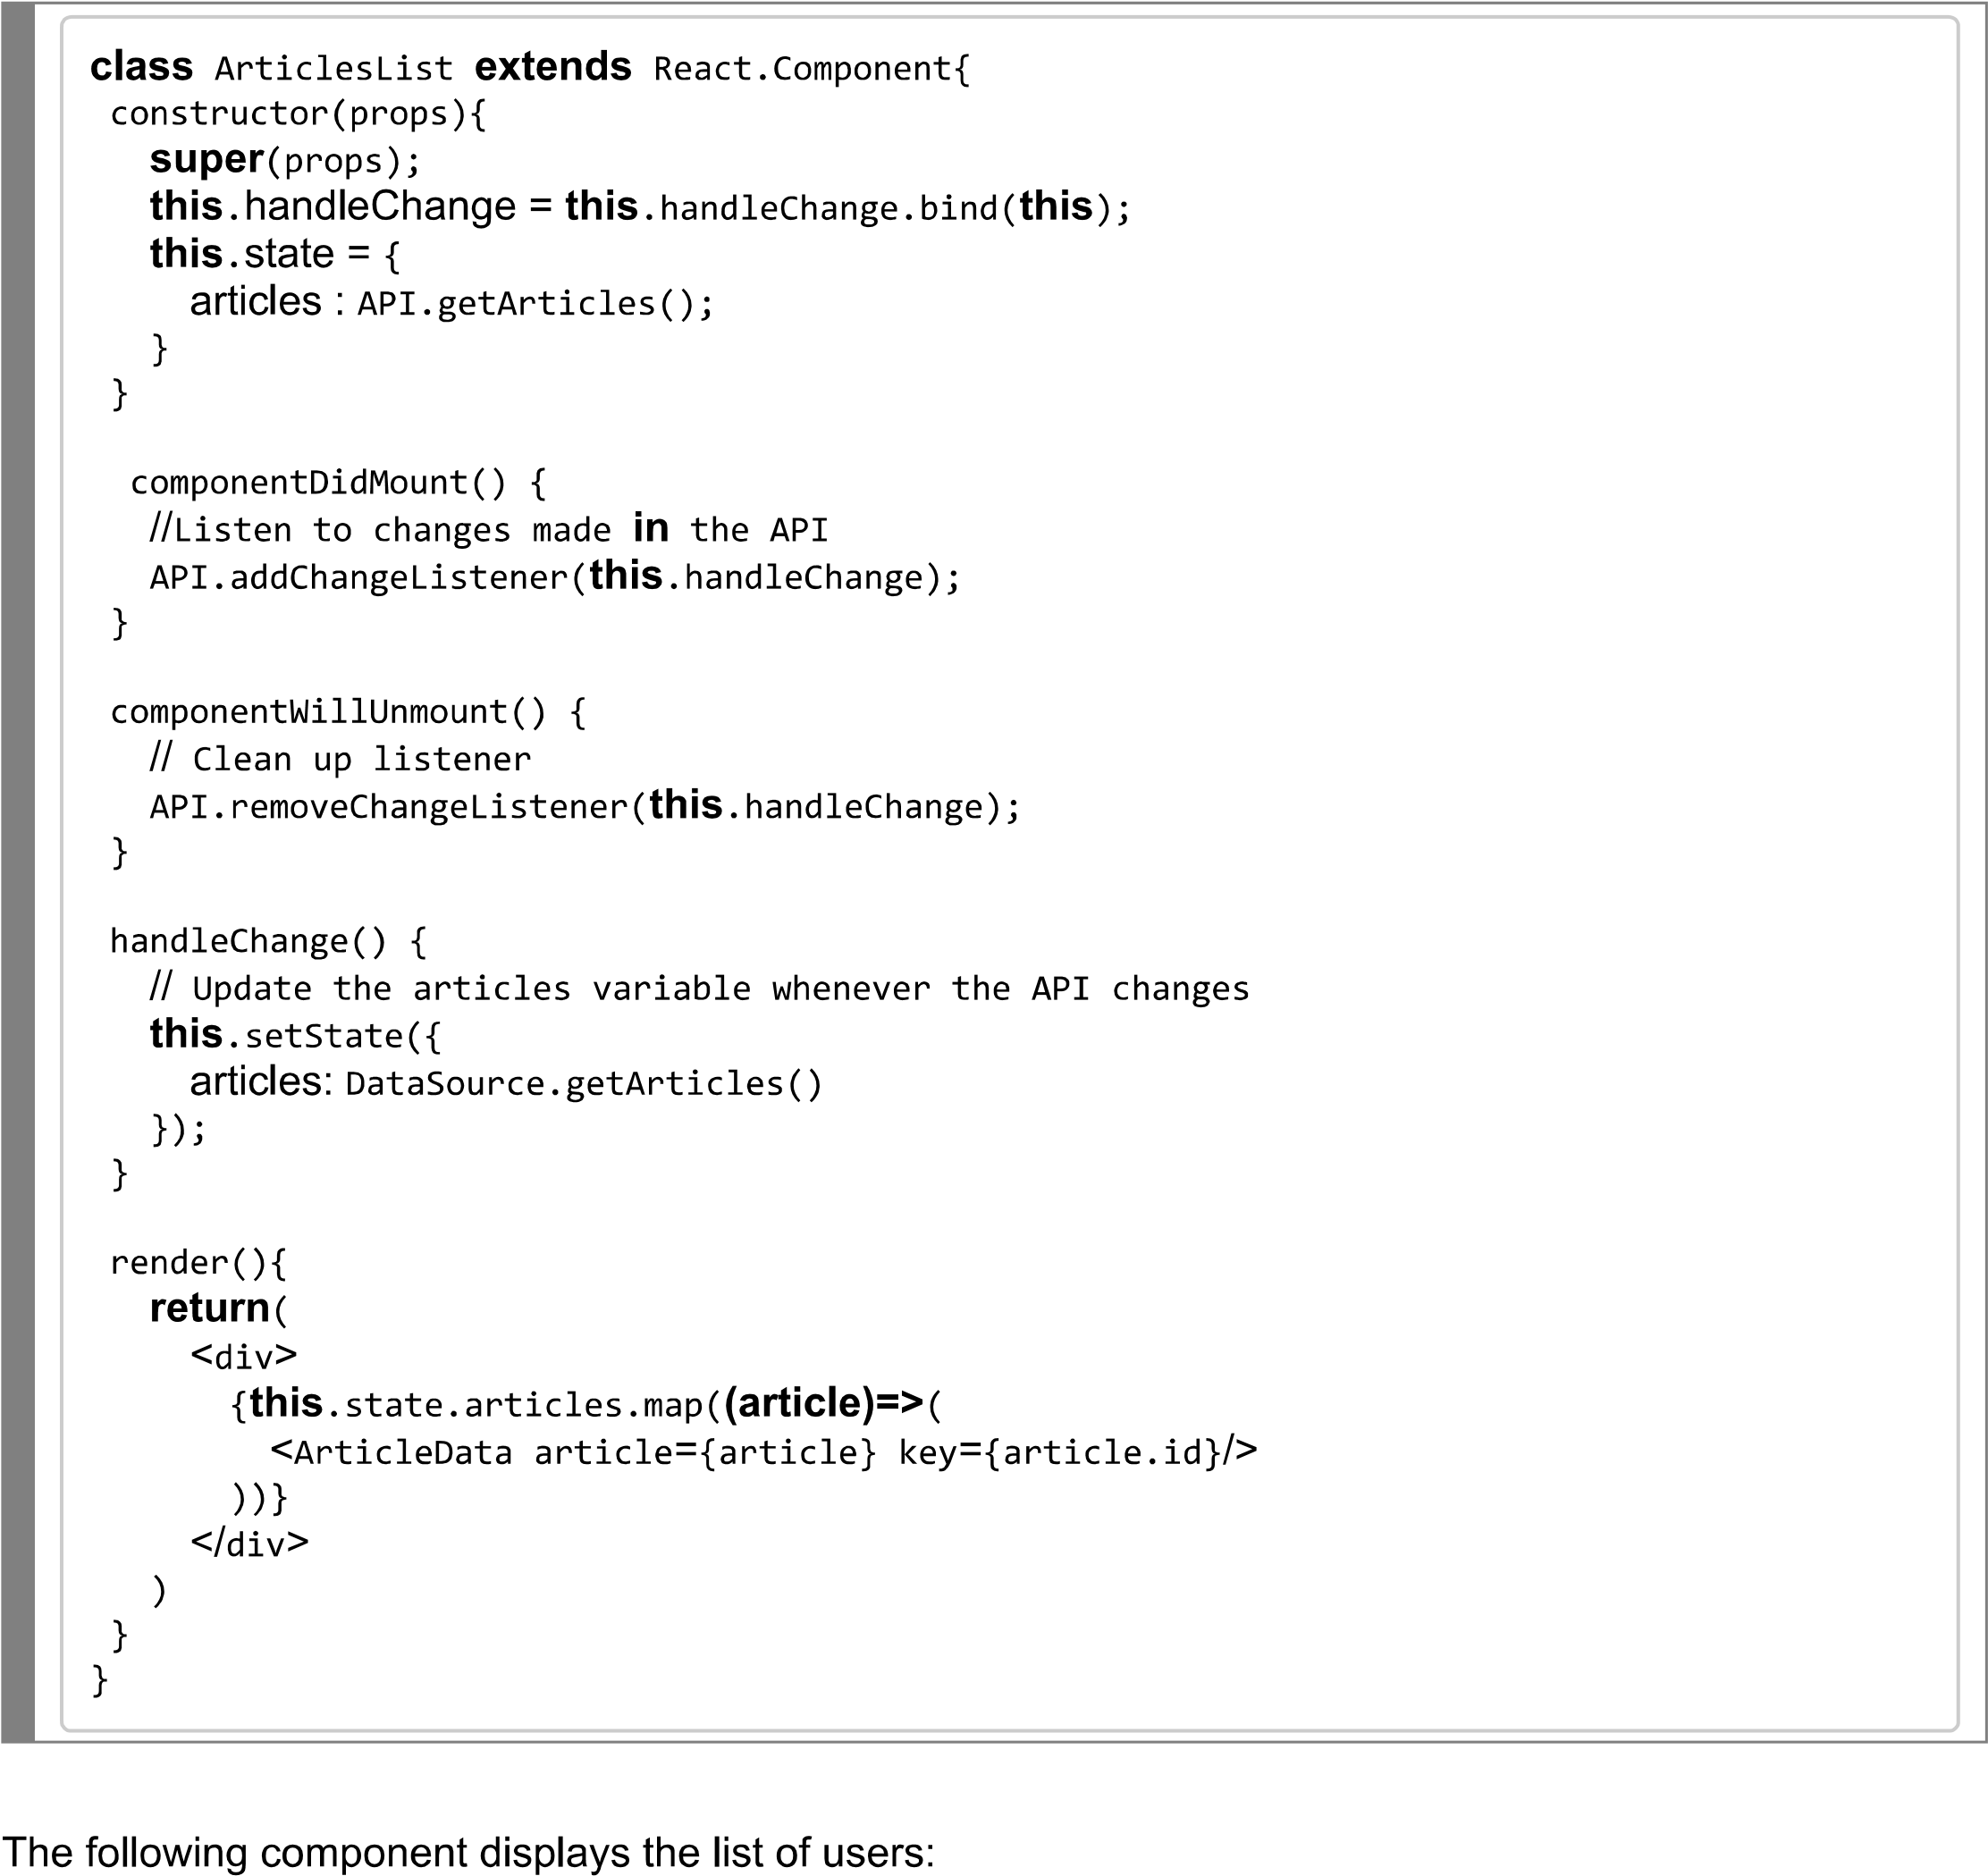 class ArticlesList extends React.Component{
constructor(props){
super(props);
this.handleChange = this.handleChange.bind(this);
this.state = {
articles : API.getArticles();
}
}
componentDidMount() {
//Listen to changes made in the API
API.addChangeListener(this.handleChange);
}
componentWillUnmount() {
// Clean up listener
API.removeChangeListener(this.handleChange);
}
handleChange() {
// Update the articles variable whenever the API changes
this.setState({
articles: DataSource.getArticles()
});
}
render(){
return(
<div>
{this.state.articles.map((article)=>(
<ArticleData article={article} key={article.id}/>
))}
</div>
)
}
}
The following component displays the list of users: